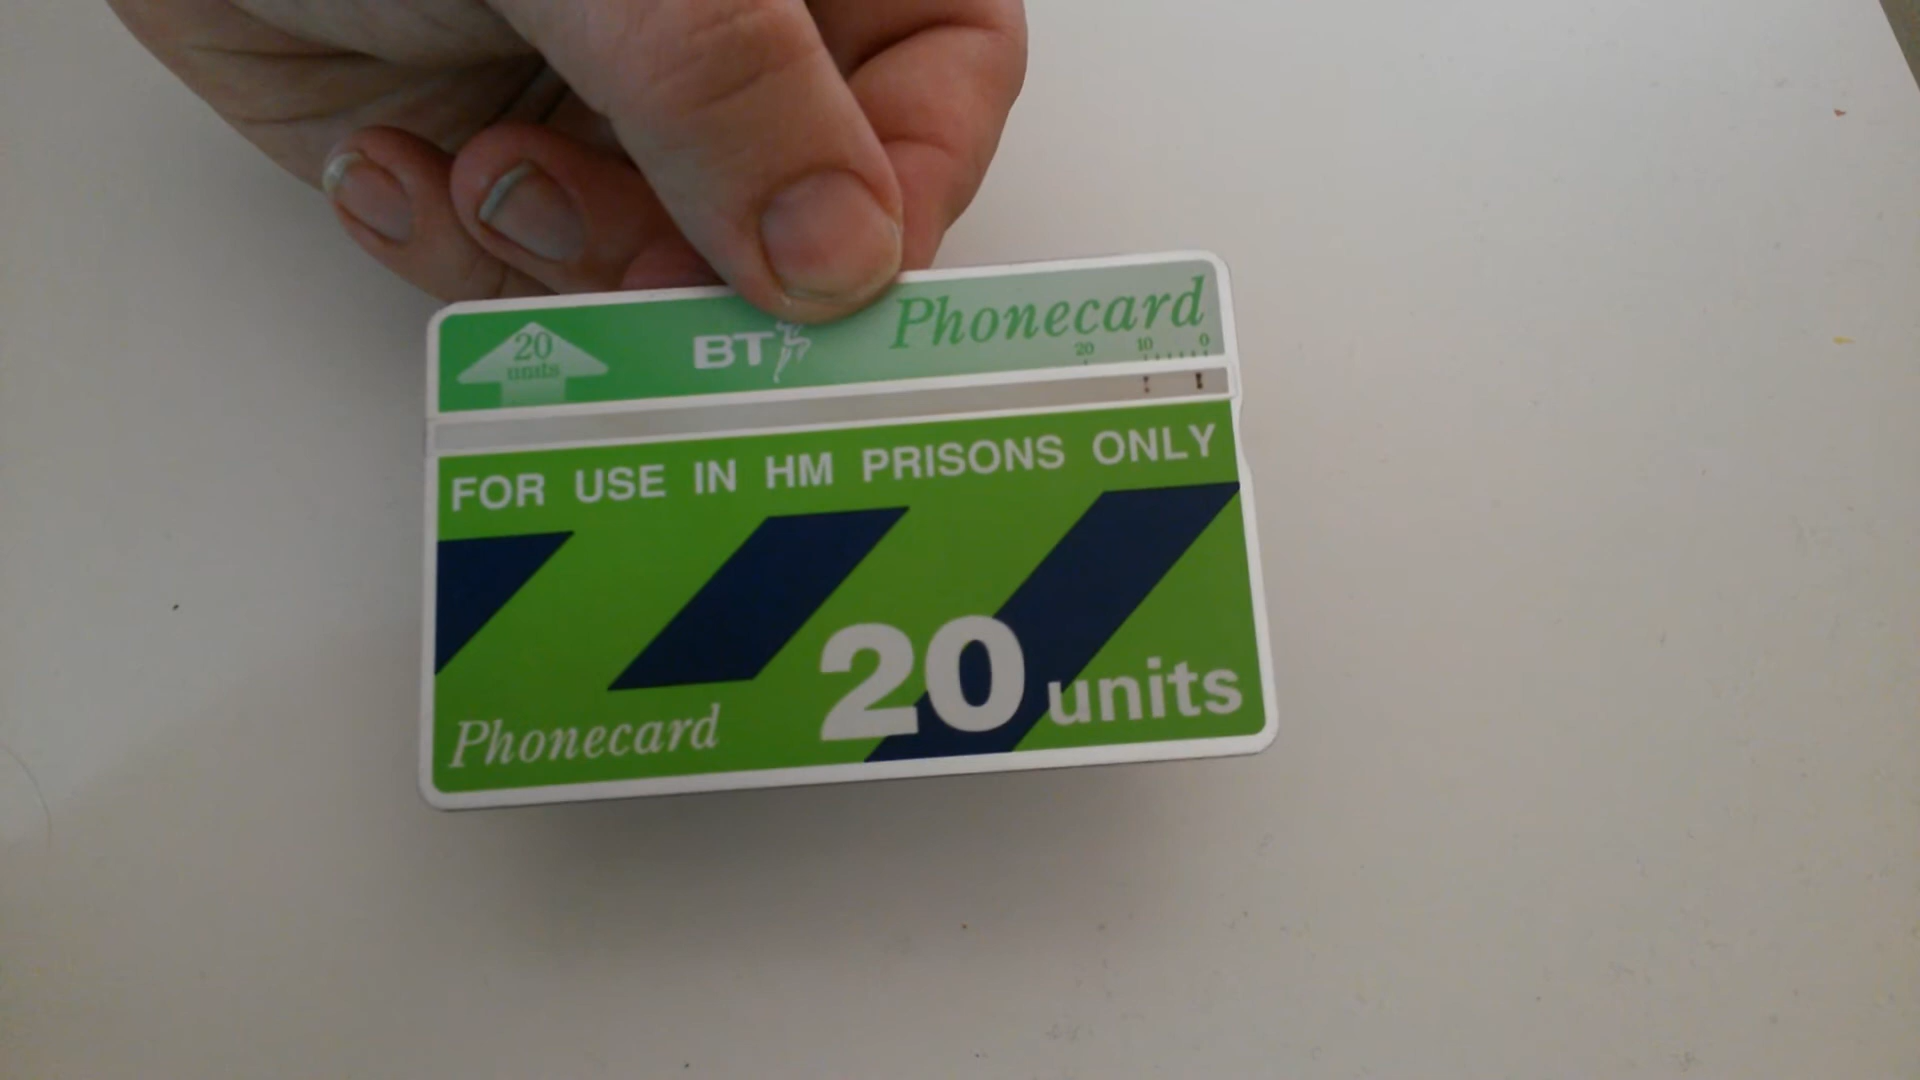 20
units
BT
Phonecard
20 10 0
FOR USE IN HM PRISONS ONLY
Phonecard
20 units